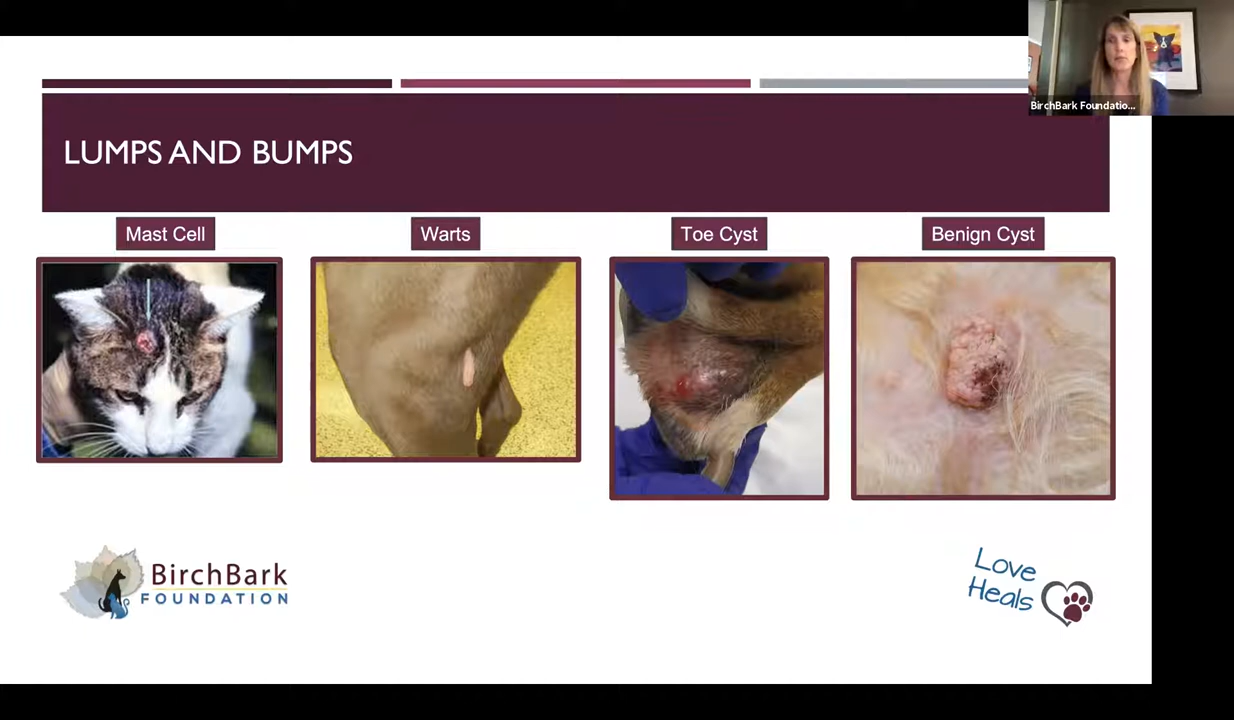 BirchBark Foundatio...
LUMPS AND BUMPS
Mast Cell
Warts
Toe Cyst
Benign Cyst
BirchBark
FOUNDATION
Love
Heals